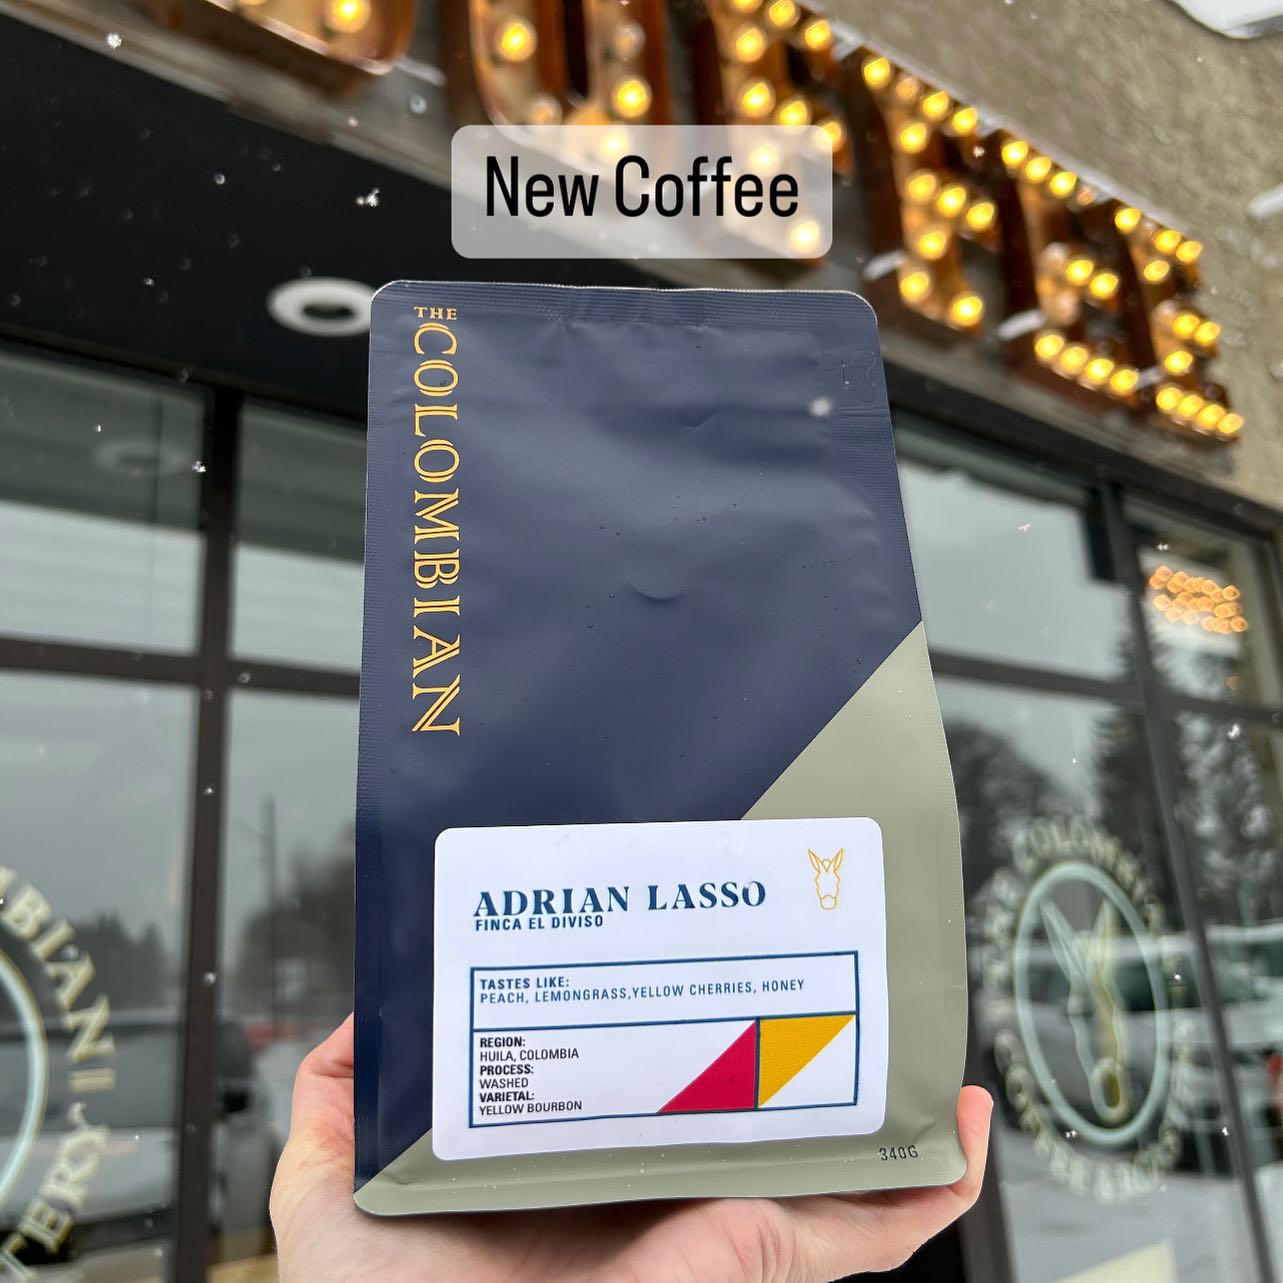 New Coffee
THE
COLOMBIAN
ADRIAN LASSO
FINCA EL DIVISO
TASTES LIKE:
PEACH, LEMONGRASS,YELLOW CHERRIES, HONEY
REGION:
HUILA, COLOMBIA
PROCESS:
WASHED
VARIETAL:
YELLOW BOURBON
340G